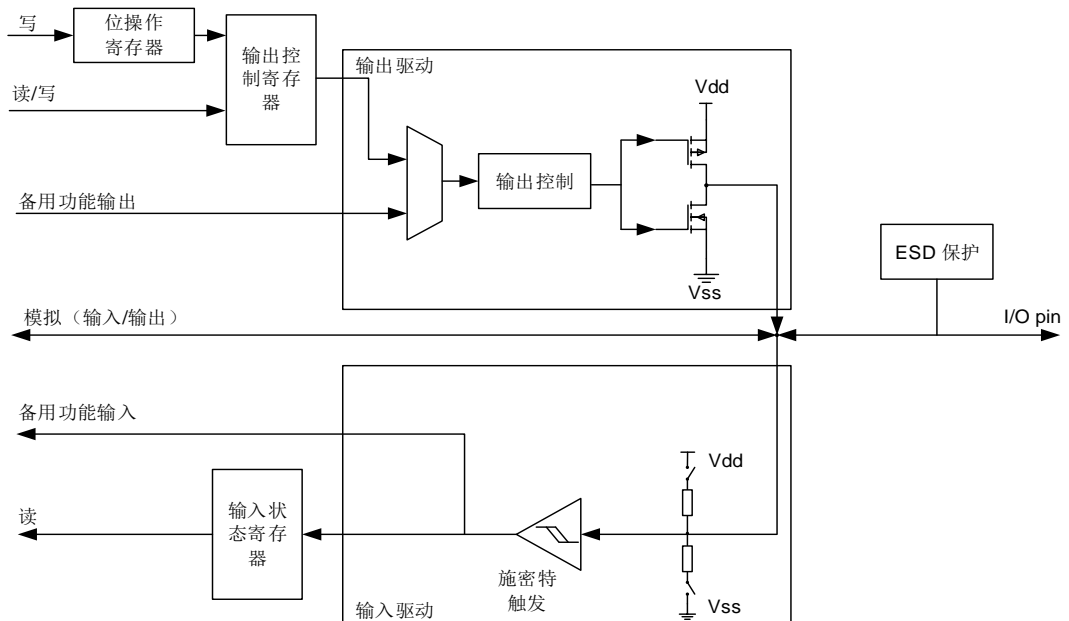 写
位操作
寄存器
输出控
制寄存
器
读/写
输出驱动
Vdd
备用功能输出
输出控制
Vss
ESD 保护
模拟（输入/输出）
I/O pin
备用功能输入
Vdd
读
输入状
态寄存
器
施密特
触发
Vss
输入驱动